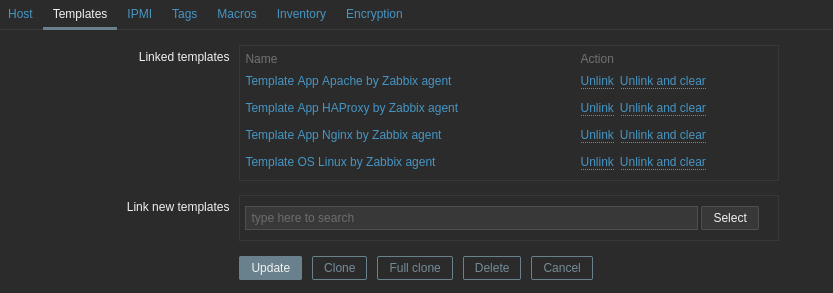 Host Templates IPMI Tags Macros Inventory Encryption
Linked templates Name Action
Template App Apache by Zabbix agent Unlink Unlink and clear
Template App HAProxy by Zabbix agent Unlink Unlink and clear
Template App Nginx by Zabbix agent Unlink Unlink and clear
Template OS Linux by Zabbix agent Unlink Unlink and clear
Link new templates
type here to search Select
Update Clone Full clone Delete Cancel